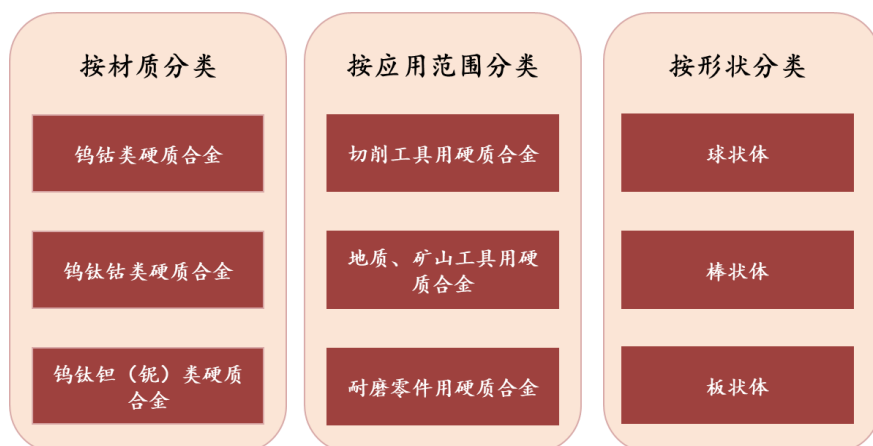 按材质分类
钨钴类硬质合金
钨钛钴类硬质合金
钨钛钽（铌）类硬质
合金
按应用范围分类
切削工具用硬质合金
地质、矿山工具用硬
质合金
耐磨零件用硬质合金
按形状分类
球状体
棒状体
板状体